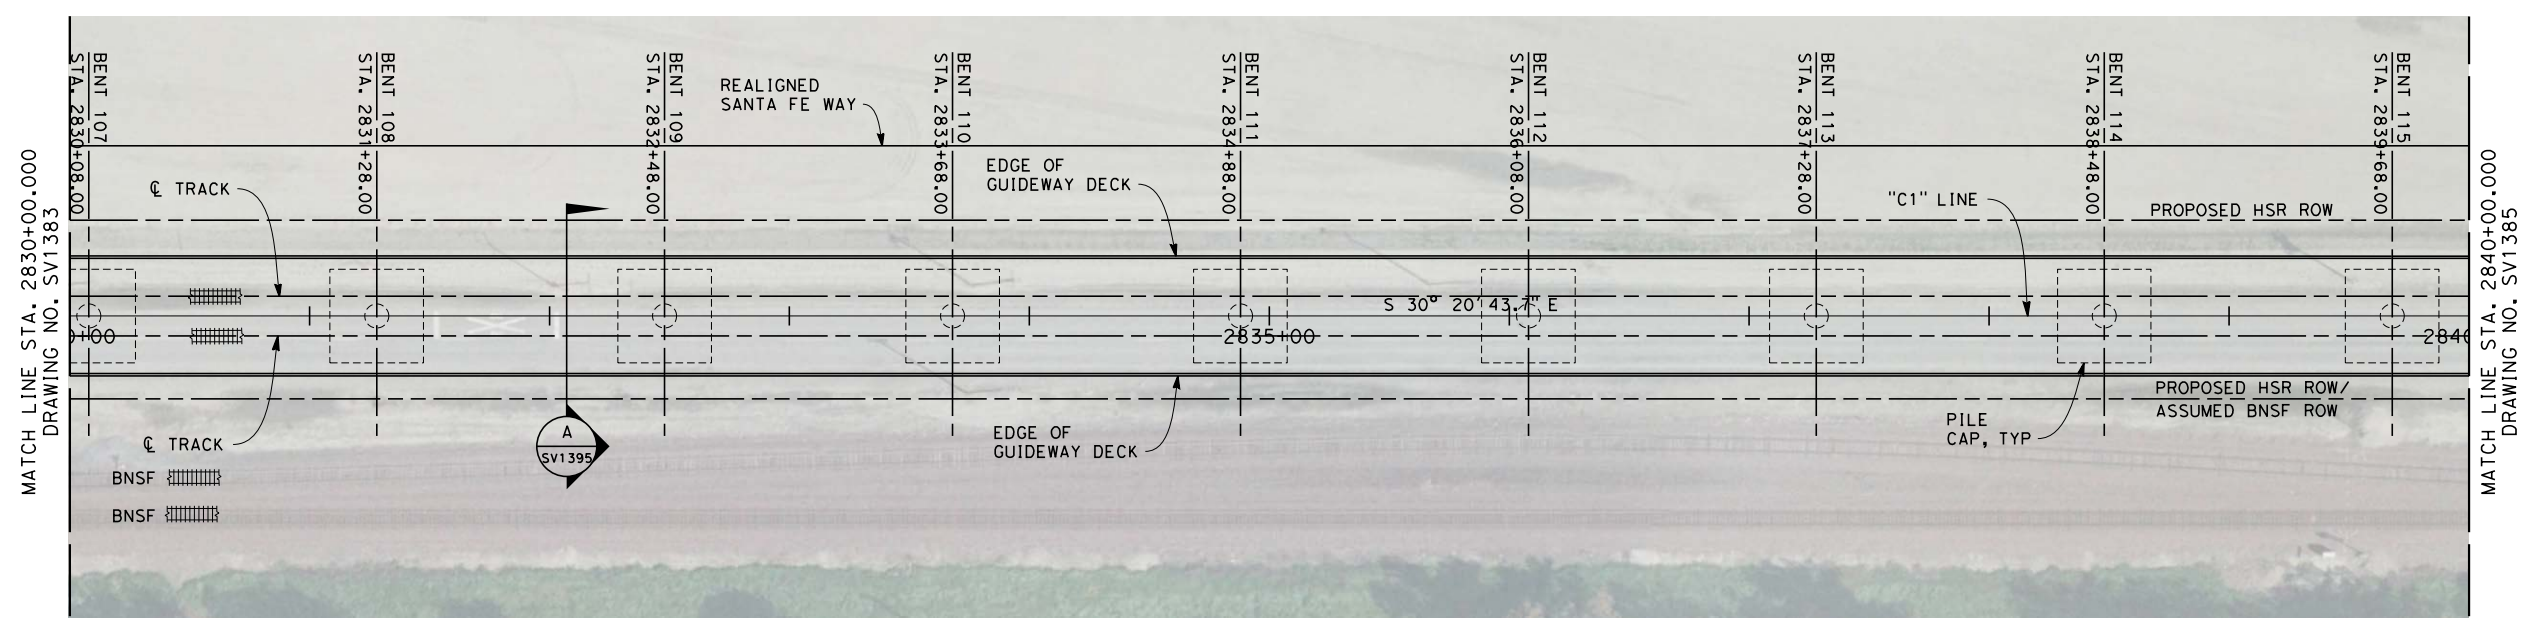 MATCH LINE STA. 2830+00.000
DRAWING NO. SV1383
BENT 107
STA. 2830+08.00
BENT 108
STA. 2831+28.00
BENT 109
STA. 2832+48.00
BENT 110
STA. 2833+68.00
BENT 111
STA. 2834+88.00
BENT 112
STA. 2836+08.00
BENT 113
STA. 2837+28.00
BENT 114
STA. 2838+48.00
BENT 115
STA. 2839+68.00
REALIGNED
SANTA FE WAY
℄ TRACK
EDGE OF
GUIDEWAY DECK
"C1" LINE
PROPOSED HSR ROW
S 30° 20' 43.7" E
0+00
2835+00
2840
℄ TRACK
A
SV1395
EDGE OF
GUIDEWAY DECK
PILE
CAP, TYP
PROPOSED HSR ROW/
ASSUMED BNSF ROW
BNSF
BNSF
MATCH LINE STA. 2840+00.000
DRAWING NO. SV1385